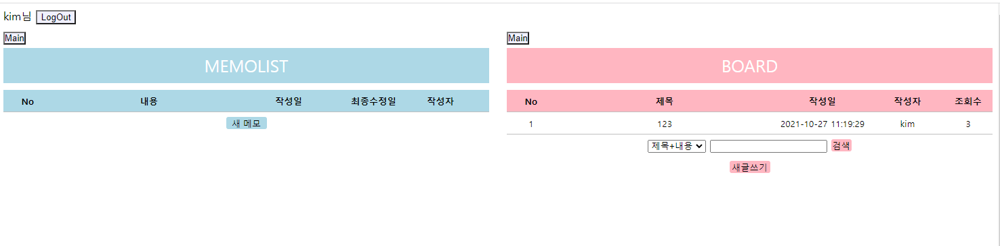 kim님 LogOut
Main
MEMOLIST
No 내용 작성일 최종수정일 작성자
새 메모
Main
BOARD
No 제목 작성일 작성자 조회수
1 123 2021-10-27 11:19:29 kim 3
제목+내용 검색
새글쓰기